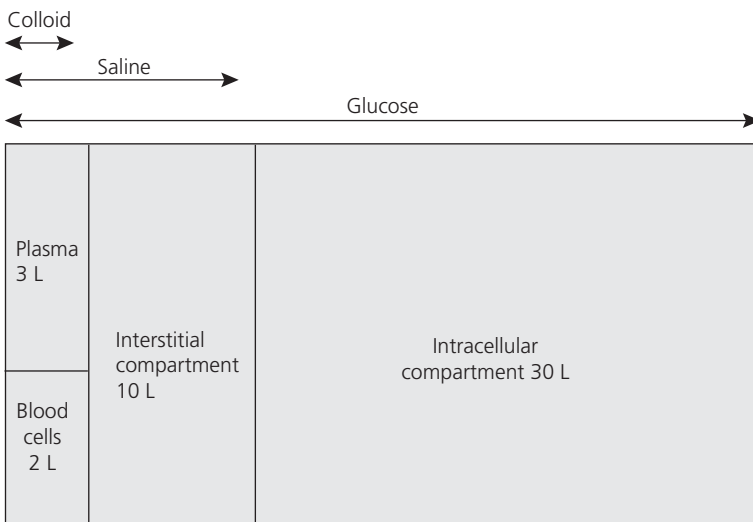 Colloid
Saline
Glucose
Plasma
3 L
Interstitial
compartment
10 L
Intracellular
compartment 30 L
Blood
cells
2 L